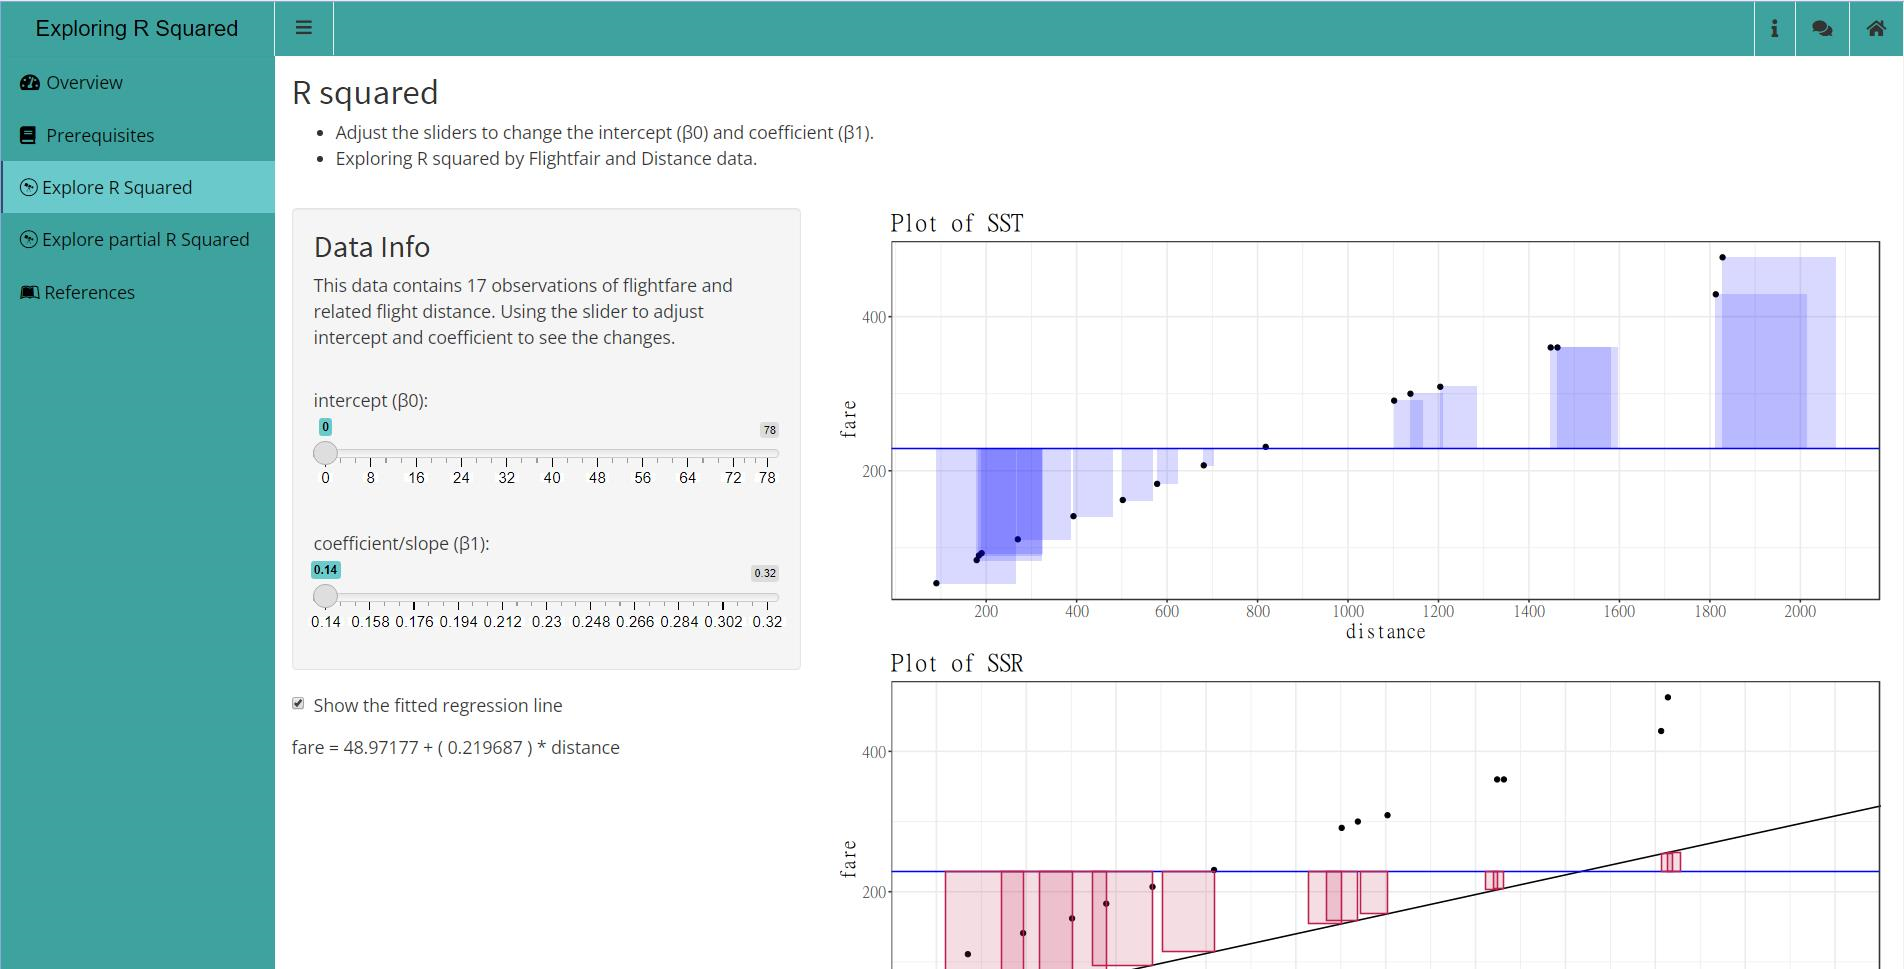 Exploring R Squared
Overview
Prerequisites
Explore R Squared
Explore partial R Squared
References
R squared
Adjust the sliders to change the intercept (β0) and coefficient (β1).
Exploring R squared by Flightfair and Distance data.
Data Info
This data contains 17 observations of flightfare and
related flight distance. Using the slider to adjust
intercept and coefficient to see the changes.
intercept (β0):
0 78
0 8 16 24 32 40 48 56 64 72 78
coefficient/slope (β1):
0.14 0.32
0.14 0.158 0.176 0.194 0.212 0.23 0.248 0.266 0.284 0.302 0.32
Show the fitted regression line
fare = 48.97177 + ( 0.219687 ) * distance
Plot of SST
400
fare
200
200 400 600 800 1000 1200 1400 1600 1800 2000
distance
Plot of SSR
400
fare
200